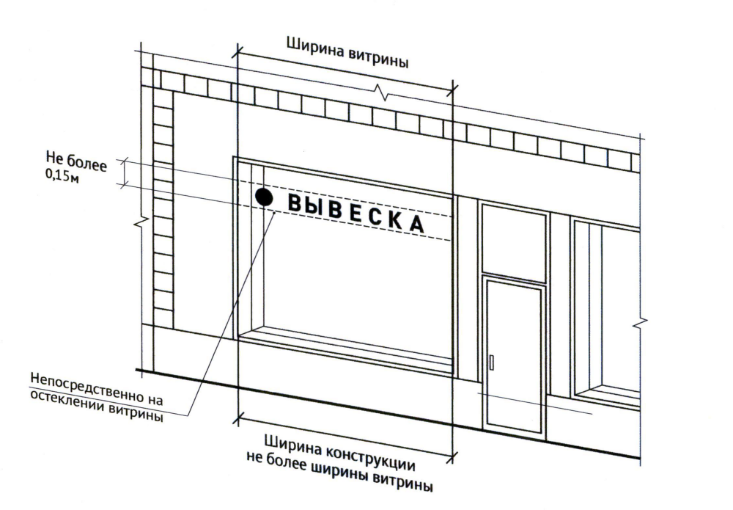 Ширина витрины
Не более
0,15м
ВЫВЕСКА
Непосредственно на
остеклении витрины
Ширина конструкции
не более ширины витрины